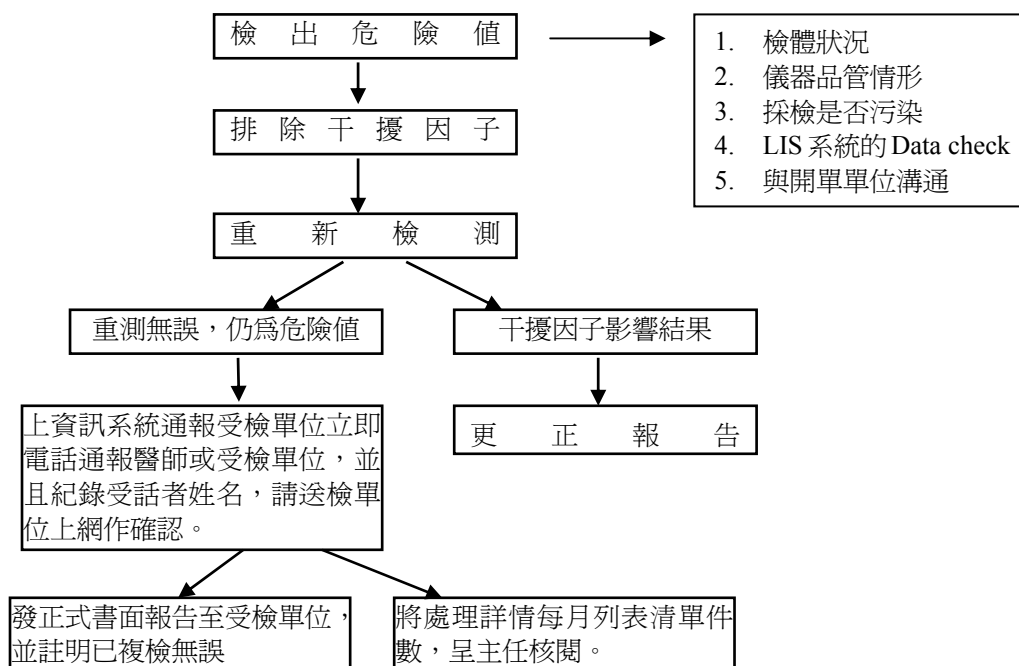 檢出危險值
1. 檢體狀況
2. 儀器品管情形
3. 採檢是否污染
4. LIS 系統的 Data check
5. 與開單單位溝通
排除干擾因子
重新檢測
重測無誤，仍為危險值
干擾因子影響結果
上資訊系統通報受檢單位立即
電話通報醫師或受檢單位，並
且紀錄受話者姓名，請送檢單
位上網作確認。
更正報告
發正式書面報告至受檢單位，
並註明已複檢無誤
將處理詳情每月列表清單件
數，呈主任核閱。